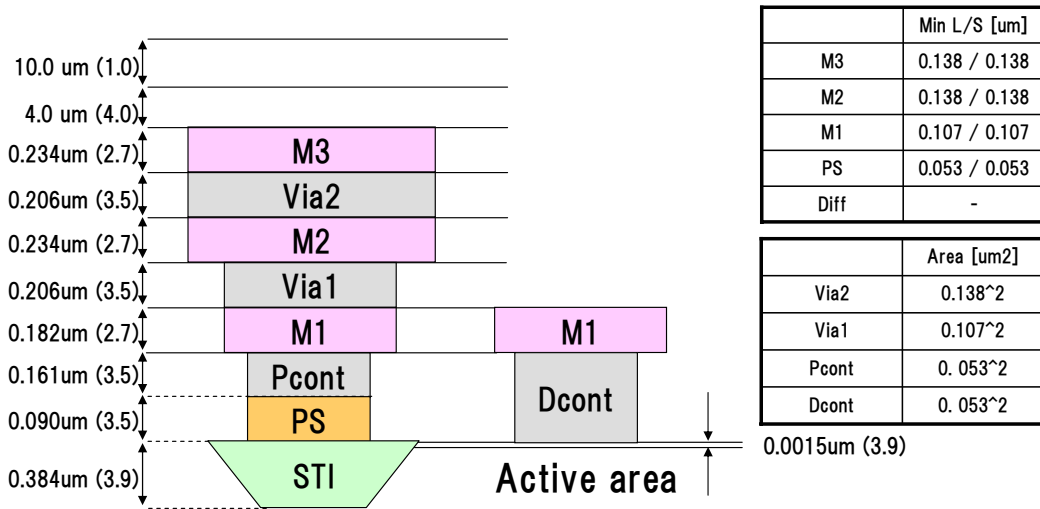 10.0 um (1.0)
4.0 um (4.0)
0.234um (2.7)
0.206um (3.5)
0.234um (2.7)
0.206um (3.5)
0.182um (2.7)
0.161um (3.5)
0.090um (3.5)
0.384um (3.9)
M3
Via2
M2
Via1
M1
Pcont
PS
STI
M1
Dcont
Active area
0.0015um (3.9)
Min L/S [um]
M3 0.138 / 0.138
M2 0.138 / 0.138
M1 0.107 / 0.107
PS 0.053 / 0.053
Diff -
Area [um2]
Via2 0.138^2
Via1 0.107^2
Pcont 0. 053^2
Dcont 0. 053^2